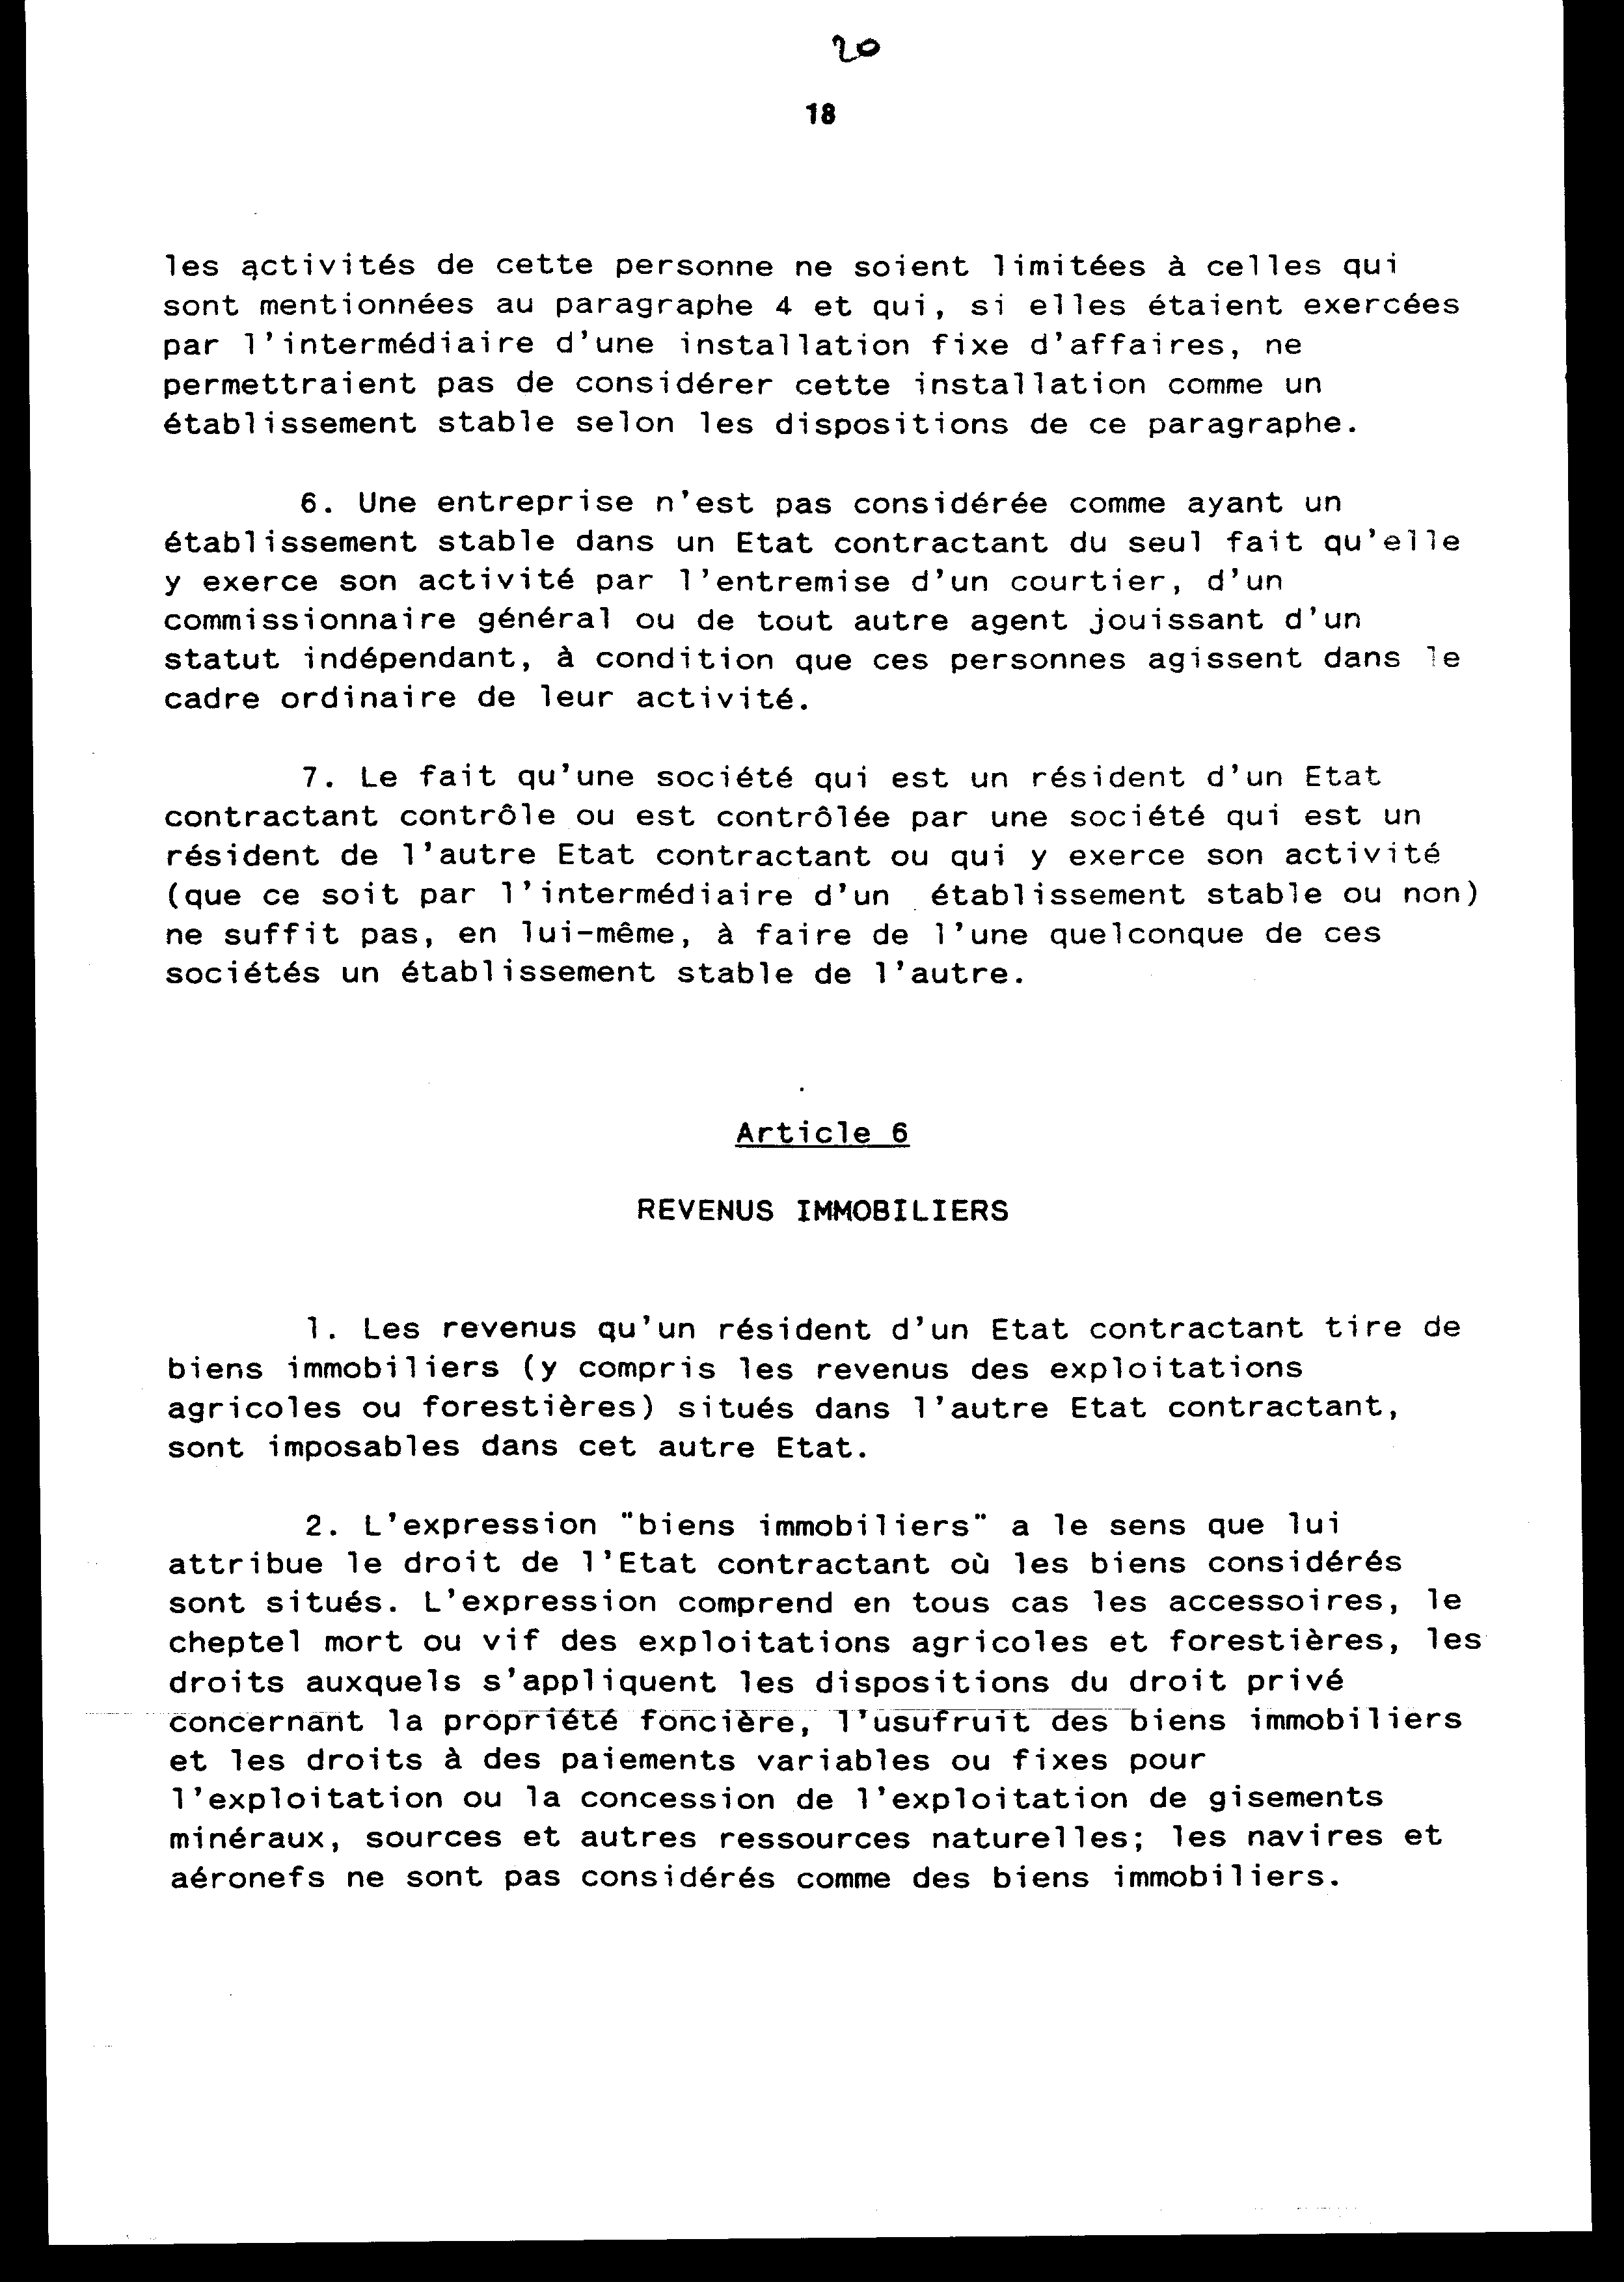 20
18
les activités de cette personne ne soient limitées à celles qui
sont mentionnées au paragraphe 4 et qui, si elles étaient exercées
par l'intermédiaire d'une installation fixe d'affaires, ne
permettraient pas de considérer cette installation comme un
établissement stable selon les dispositions de ce paragraphe.
6. Une entreprise n'est pas considérée comme ayant un
établissement stable dans un Etat contractant du seul fait qu'elle
y exerce son activité par l'entremise d'un courtier, d'un
commissionnaire général ou de tout autre agent jouissant d'un
statut indépendant, à condition que ces personnes agissent dans le
cadre ordinaire de leur activité.
7. Le fait qu'une société qui est un résident d'un Etat
contractant contrôle ou est contrôlée par une société qui est un
résident de l'autre Etat contractant ou qui y exerce son activité
(que ce soit par l'intermédiaire d'un établissement stable ou non)
ne suffit pas, en lui-même, à faire de l'une quelconque de ces
sociétés un établissement stable de l'autre.
Article 6
REVENUS IMMOBILIERS
1. Les revenus qu'un résident d'un Etat contractant tire de
biens immobiliers (y compris les revenus des exploitations
agricoles ou forestières) situés dans l'autre Etat contractant,
sont imposables dans cet autre Etat.
2. L'expression "biens immobiliers" a le sens que lui
attribue le droit de l'Etat contractant où les biens considérés
sont situés. L'expression comprend en tous cas les accessoires, le
cheptel mort ou vif des exploitations agricoles et forestières, les
droits auxquels s'appliquent les dispositions du droit privé
concernant la propriété foncière, l'usufruit des biens immobiliers
et les droits à des paiements variables ou fixes pour
l'exploitation ou la concession de l'exploitation de gisements
minéraux, sources et autres ressources naturelles; les navires et
aéronefs ne sont pas considérés comme des biens immobiliers.